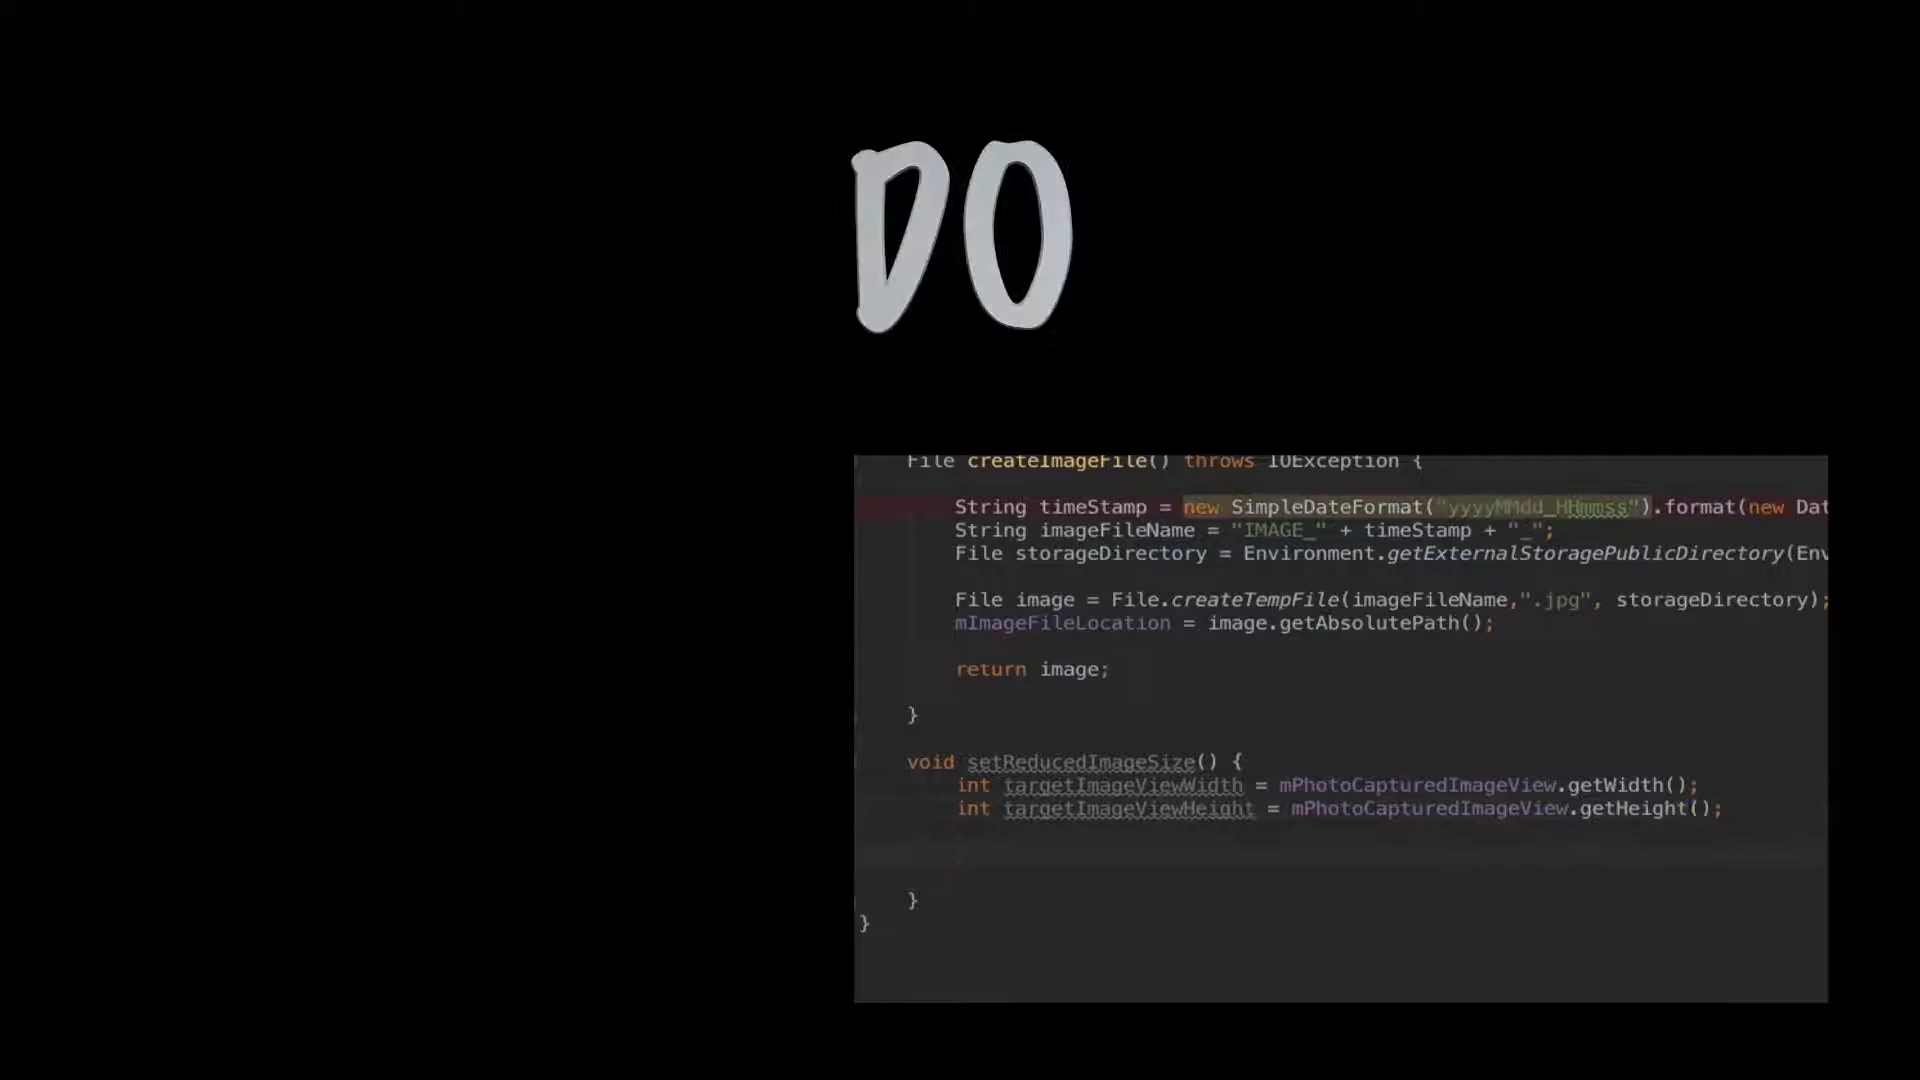 DO
File createImageFile() throws IOException {
String timeStamp = new SimpleDateFormat("yyyyMMdd_HHmmss").format(new Dat
String imageFileName = "IMAGE_" + timeStamp + "_";
File storageDirectory = Environment.getExternalStoragePublicDirectory(Env
File image = File.createTempFile(imageFileName,".jpg", storageDirectory);
mImageFileLocation = image.getAbsolutePath();
return image;
}
void setReducedImageSize() {
int targetImageViewWidth = mPhotoCapturedImageView.getWidth();
int targetImageViewHeight = mPhotoCapturedImageView.getHeight();
}
}